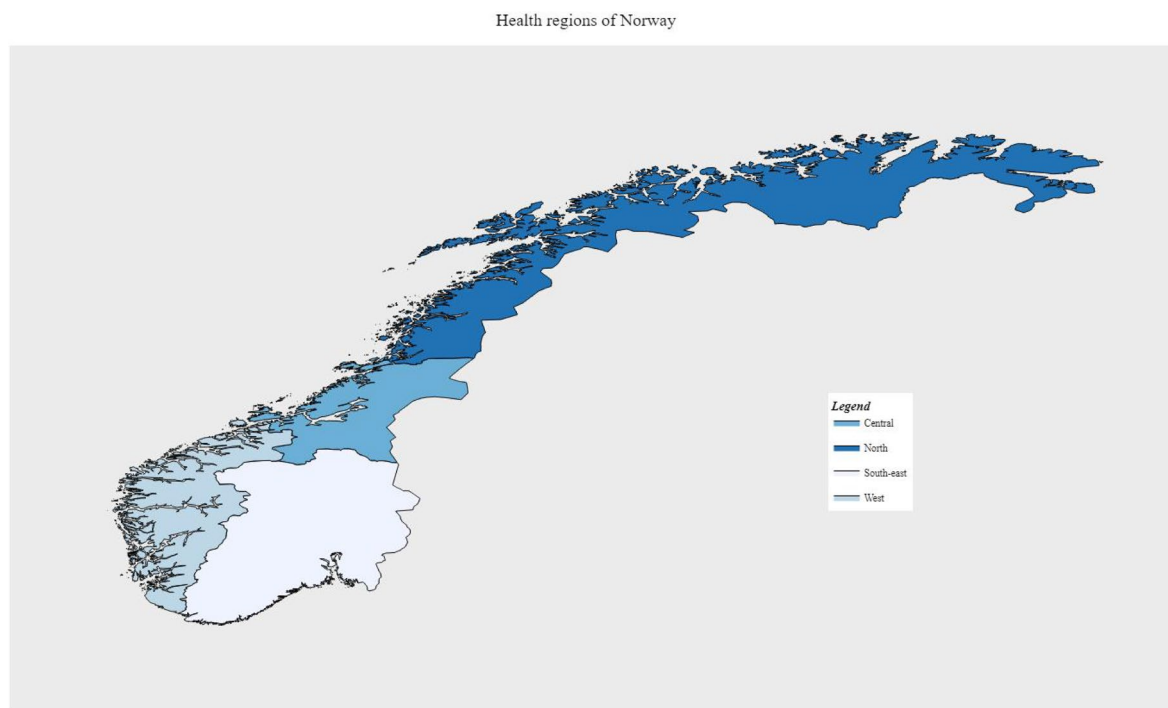 Health regions of Norway
Legend
Central
North
South-east
West